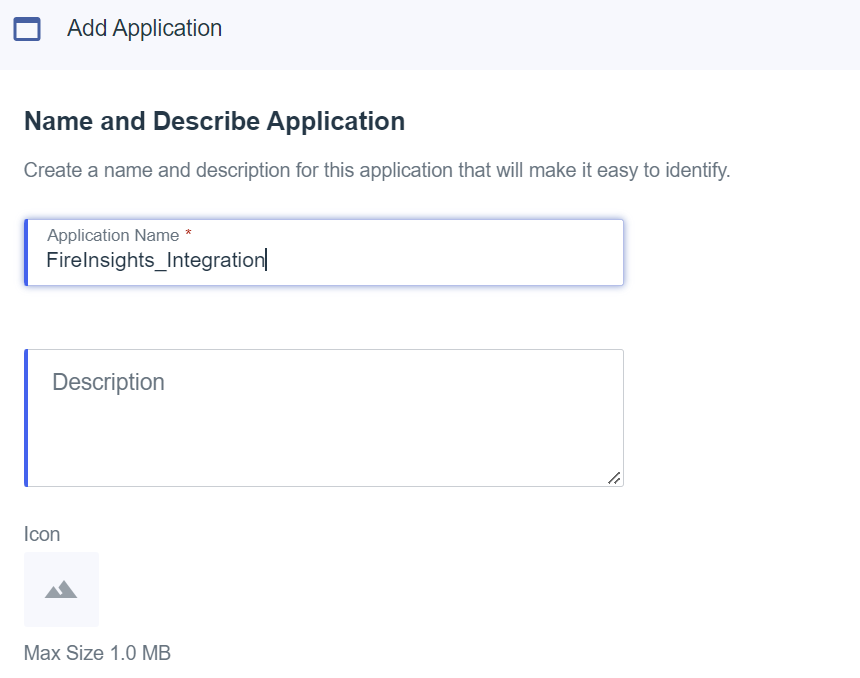 Add Application
Name and Describe Application
Create a name and description for this application that will make it easy to identify.
Application Name *
FireInsights_Integration
Description
Icon
Max Size 1.0 MB